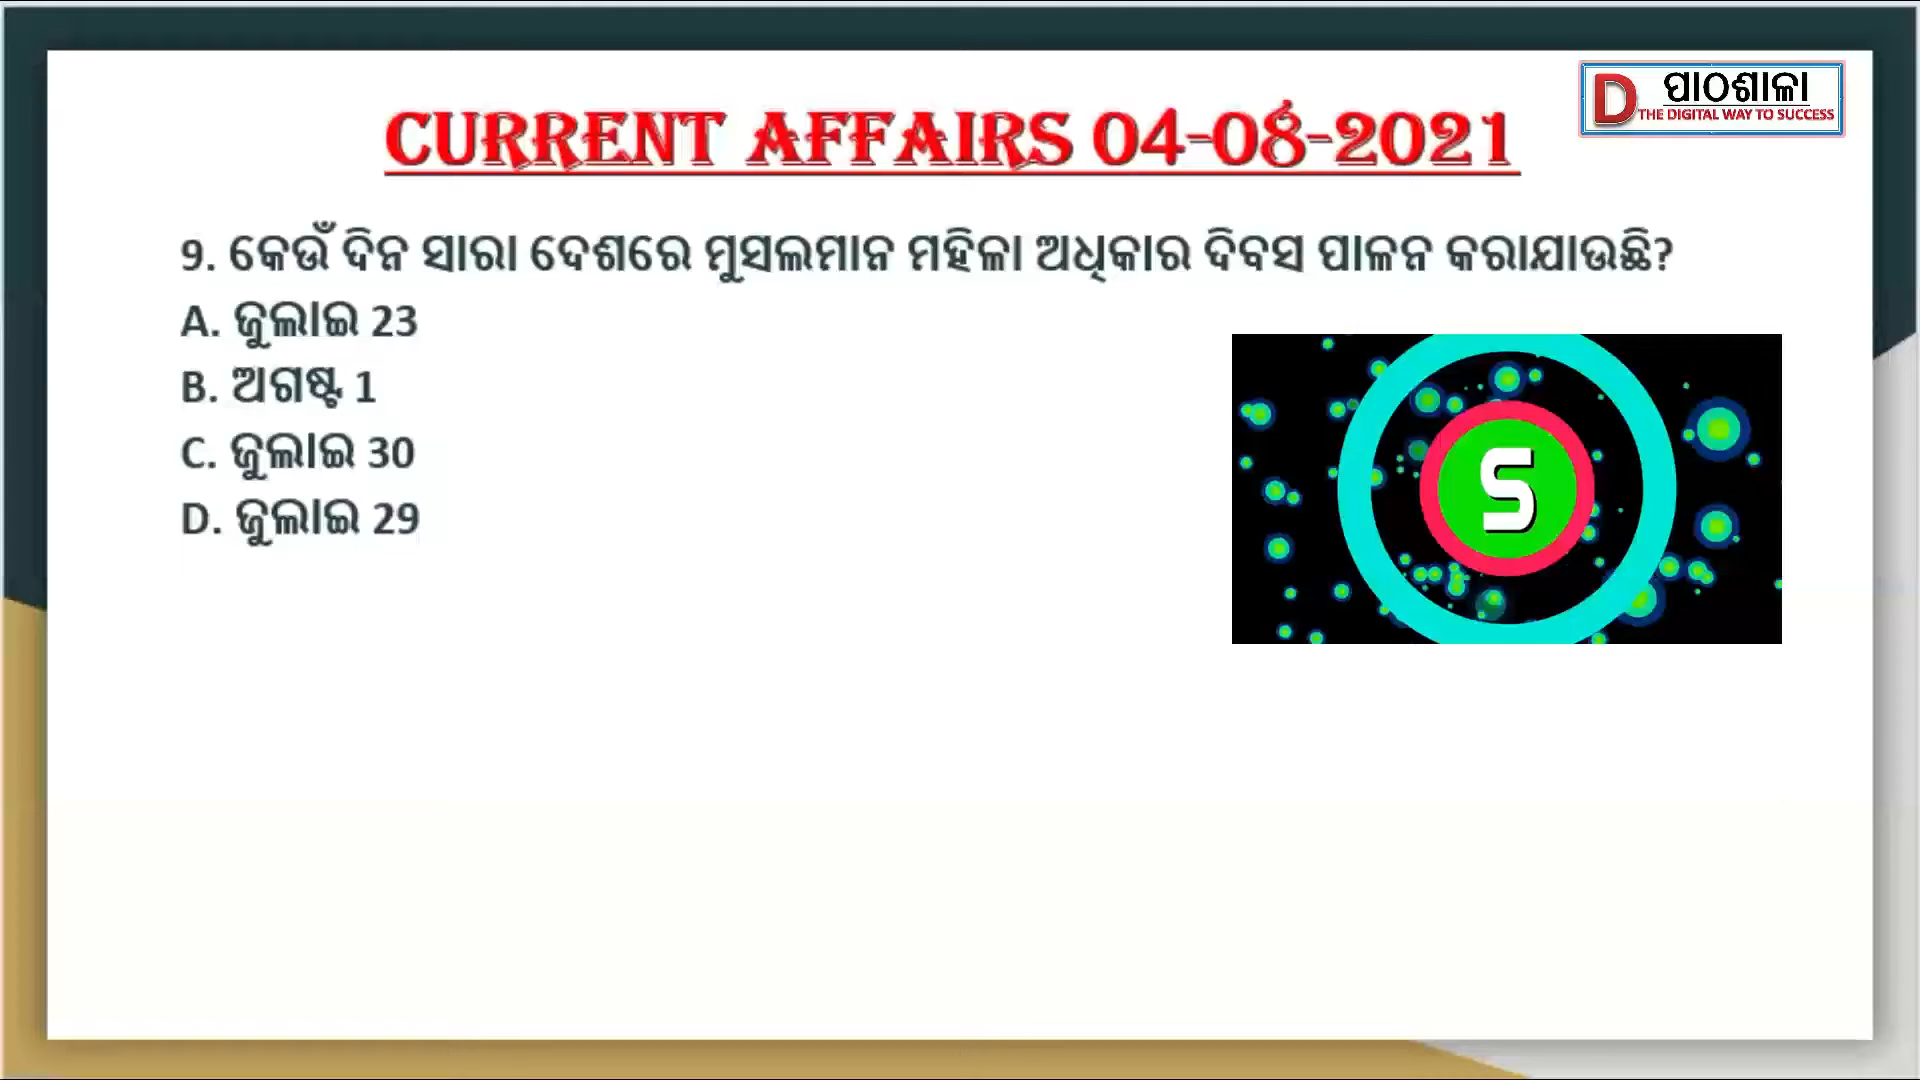 D ପାଠଶାଳା
THE DIGITAL WAY TO SUCCESS
CURRENT AFFAIRS 04-08-2021
9. କେଉଁ ଦିନ ସାରା ଦେଶରେ ମୁସଲମାନ ମହିଳା ଅଧିକାର ଦିବସ ପାଳନ କରାଯାଉଛି?
A. ଜୁଲାଇ 23
B. ଅଗଷ୍ଟ 1
C. ଜୁଲାଇ 30
D. ଜୁଲାଇ 29
S